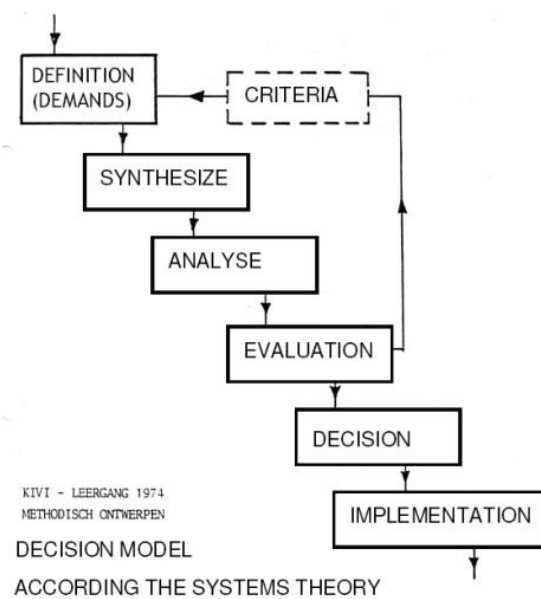 DEFINITION
(DEMANDS)
CRITERIA
SYNTHESIZE
ANALYSE
EVALUATION
DECISION
IMPLEMENTATION
KIVI - LEERGANG 1974
METHODISCH ONTWERPEN
DECISION MODEL
ACCORDING THE SYSTEMS THEORY